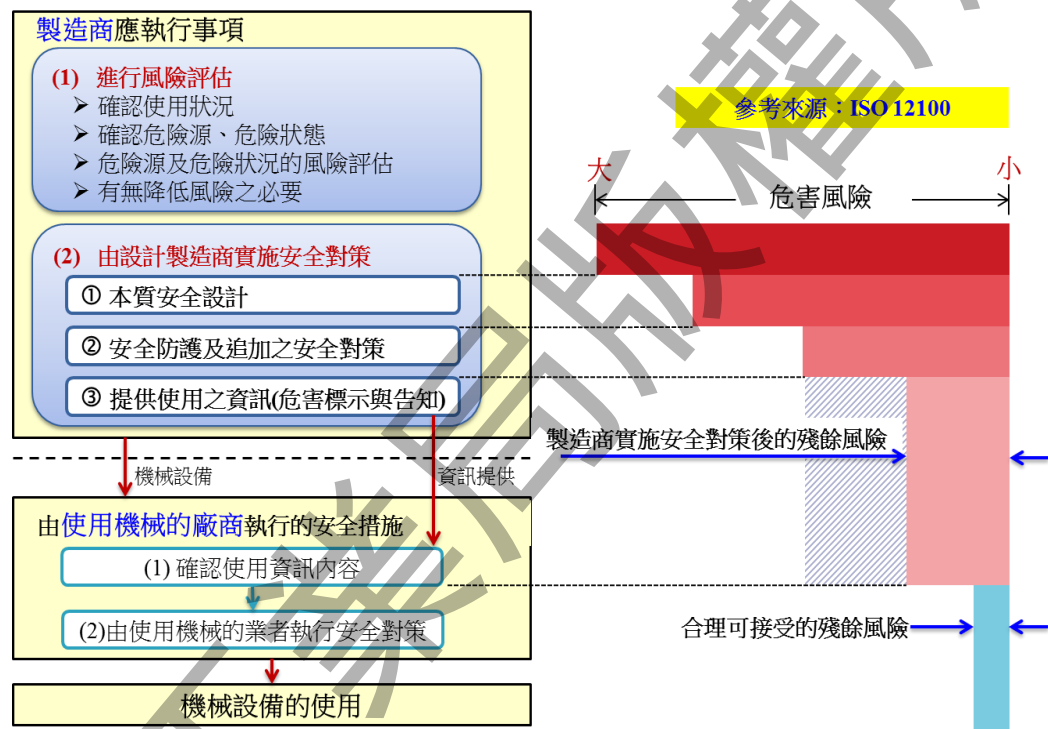 製造商應執行事項
(1) 進行風險評估
➤ 確認使用狀況
➤ 確認危險源、危險狀態
➤ 危險源及危險狀況的風險評估
➤ 有無降低風險之必要
(2) 由設計製造商實施安全對策
① 本質安全設計
② 安全防護及追加之安全對策
③ 提供使用之資訊(危害標示與告知)
機械設備
資訊提供
由使用機械的廠商執行的安全措施
(1) 確認使用資訊內容
(2)由使用機械的業者執行安全對策
機械設備的使用
參考來源：ISO 12100
大
小
危害風險
製造商實施安全對策後的殘餘風險
合理可接受的殘餘風險
業局版權